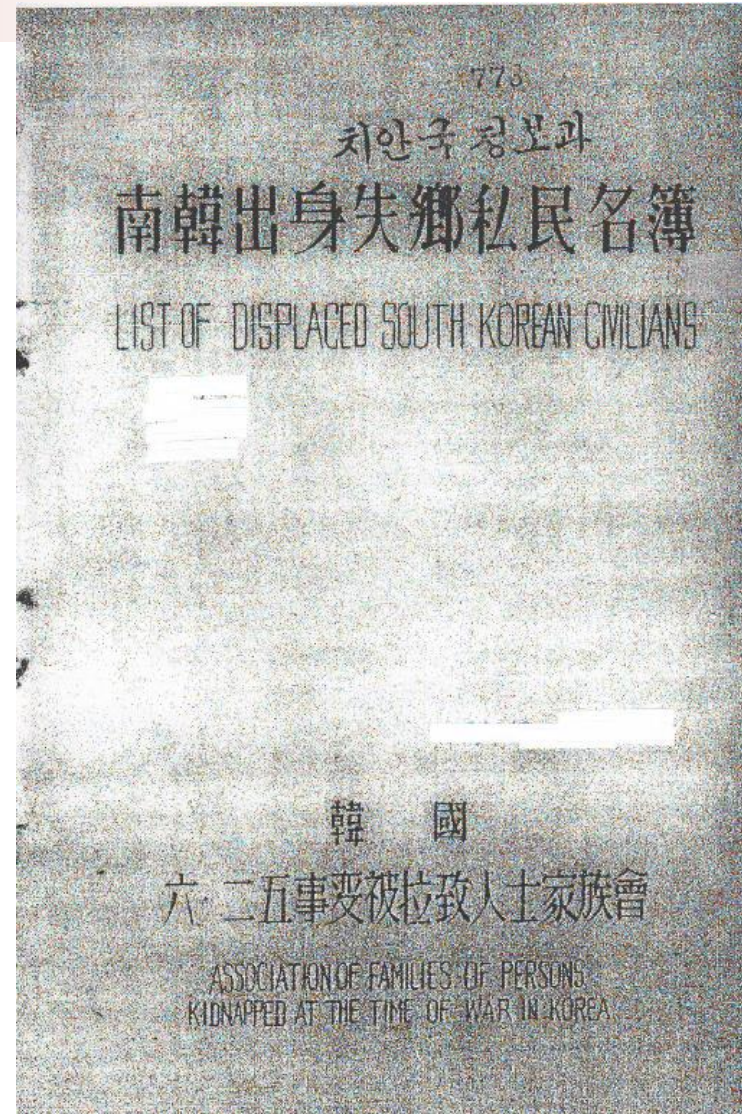 773
치안국 정보과
南韓出身失鄕私民名簿
LIST OF DISPLACED SOUTH KOREAN CIVILIANS
韓 國
六·二五事変被拉致人士家族會
ASSOCIATION OF FAMILIES OF PERSONS
KIDNAPPED AT THE TIME OF WAR IN KOREA